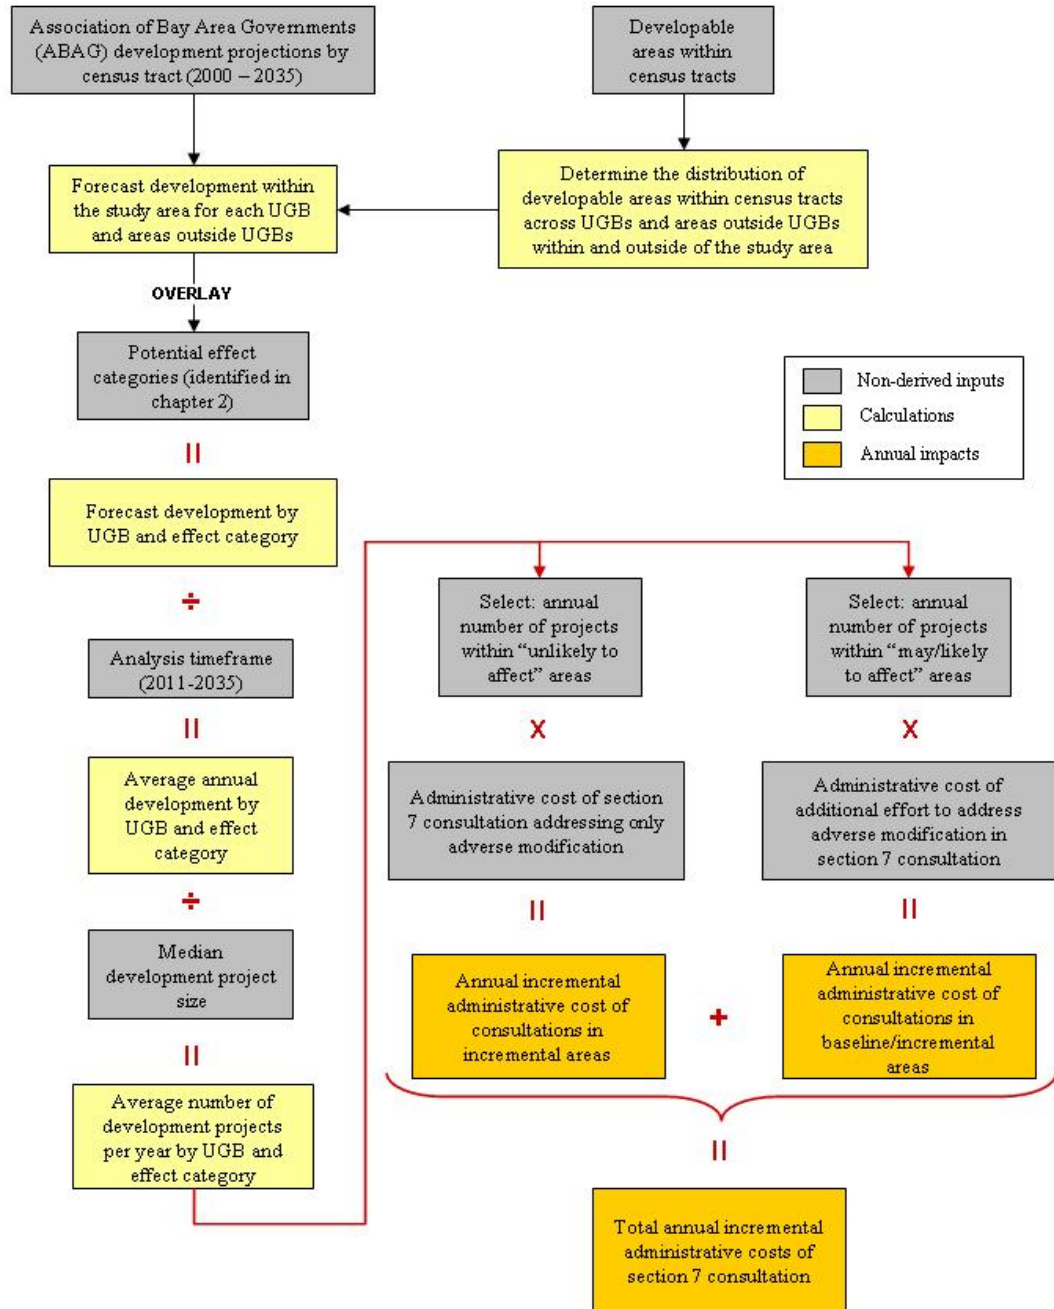 Association of Bay Area Governments
(ABAG) development projections by
census tract (2000 – 2035)
Developable
areas within
census tracts
Forecast development within
the study area for each UGB
and areas outside UGBs
Determine the distribution of
developable areas within census tracts
across UGBs and areas outside UGBs
within and outside of the study area
OVERLAY
Potential effect
categories (identified in
chapter 2)
Non-derived inputs
Calculations
Annual impacts
=
Forecast development by
UGB and effect category
÷
Analysis timeframe
(2011-2035)
=
Average annual
development by
UGB and effect
category
÷
Median
development project
size
=
Average number of
development projects
per year by UGB and
effect category
Select: annual
number of projects
within “unlikely to
affect” areas
x
Administrative cost of section
7 consultation addressing only
adverse modification
=
Annual incremental
administrative cost of
consultations in
incremental areas
+
Select: annual
number of projects
within “may/likely
to affect” areas
x
Administrative cost of
additional effort to address
adverse modification in
section 7 consultation
=
Annual incremental
administrative cost of
consultations in
baseline/incremental
areas
=
Total annual incremental
administrative costs of
section 7 consultation